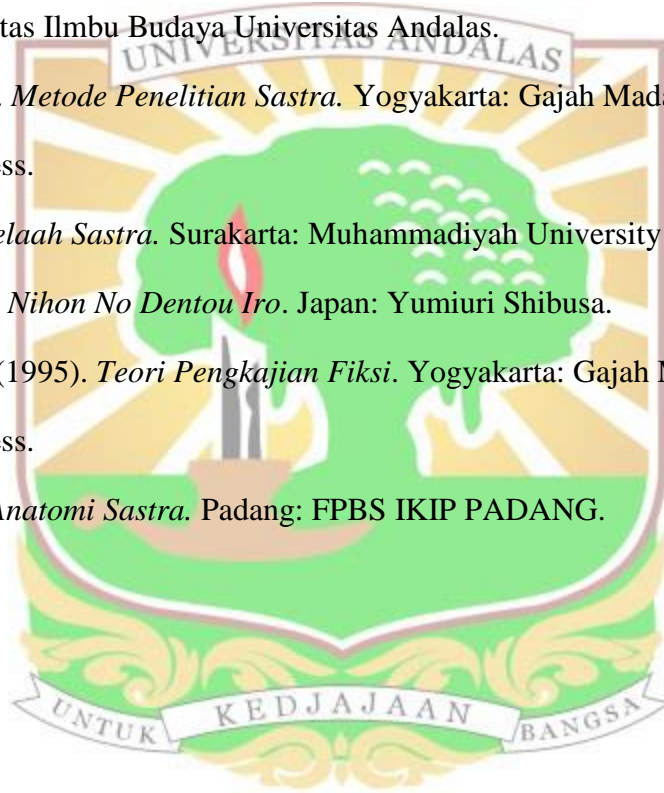 tas Ilmbu Budaya Universitas Andalas.
UNIVERSITAS ANDALAS
. Metode Penelitian Sastra. Yogyakarta: Gajah Mada
ess.
elaah Sastra. Surakarta: Muhammadiyah University
Nihon No Dentou Iro. Japan: Yumiuri Shibusa.
(1995). Teori Pengkajian Fiksi. Yogyakarta: Gajah M
ess.
Anatomi Sastra. Padang: FPBS IKIP PADANG.
UNTUK KEDJAJAAN BANGSA